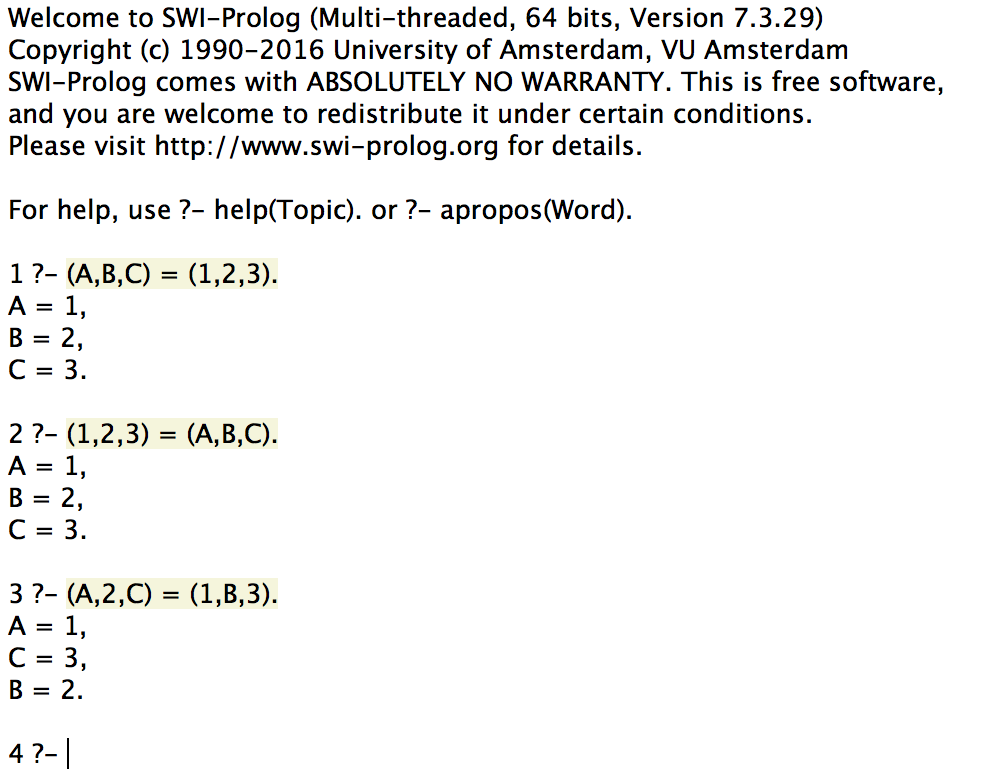 Welcome to SWI-Prolog (Multi-threaded, 64 bits, Version 7.3.29)
Copyright (c) 1990-2016 University of Amsterdam, VU Amsterdam
SWI-Prolog comes with ABSOLUTELY NO WARRANTY. This is free software,
and you are welcome to redistribute it under certain conditions.
Please visit http://www.swi-prolog.org for details.
For help, use ?- help(Topic). or ?- apropos(Word).
1 ?- (A,B,C) = (1,2,3).
A = 1,
B = 2,
C = 3.
2 ?- (1,2,3) = (A,B,C).
A = 1,
B = 2,
C = 3.
3 ?- (A,2,C) = (1,B,3).
A = 1,
C = 3,
B = 2.
4 ?-